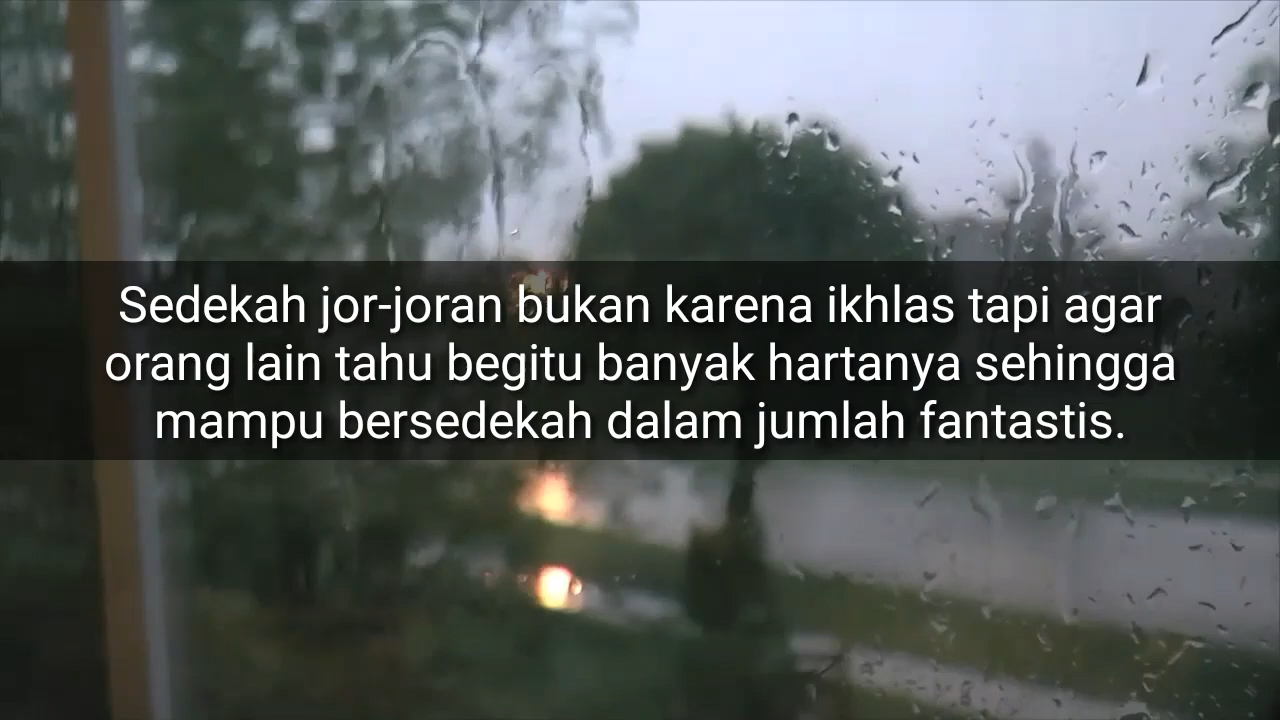 Sedekah jor-joran bukan karena ikhlas tapi agar
orang lain tahu begitu banyak hartanya sehingga
mampu bersedekah dalam jumlah fantastis.